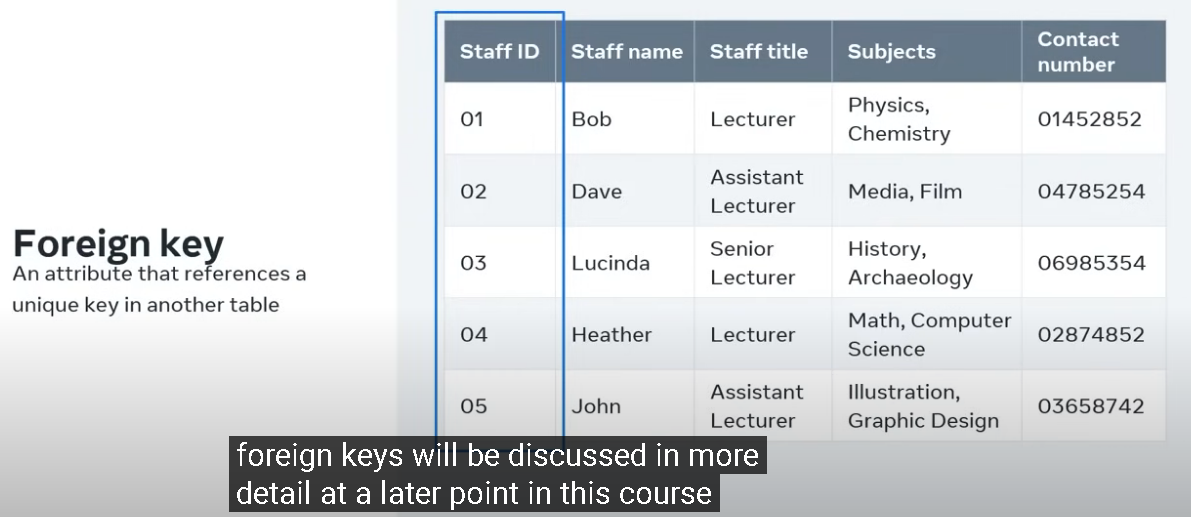 Foreign key
An attribute that references a
unique key in another table
Staff ID Staff name Staff title Subjects Contact number
01 Bob Lecturer Physics, Chemistry 01452852
02 Dave Assistant Lecturer Media, Film 04785254
03 Lucinda Senior Lecturer History, Archaeology 06985354
04 Heather Lecturer Math, Computer Science 02874852
05 John Assistant Lecturer Illustration, Graphic Design 03658742
foreign keys will be discussed in more
detail at a later point in this course